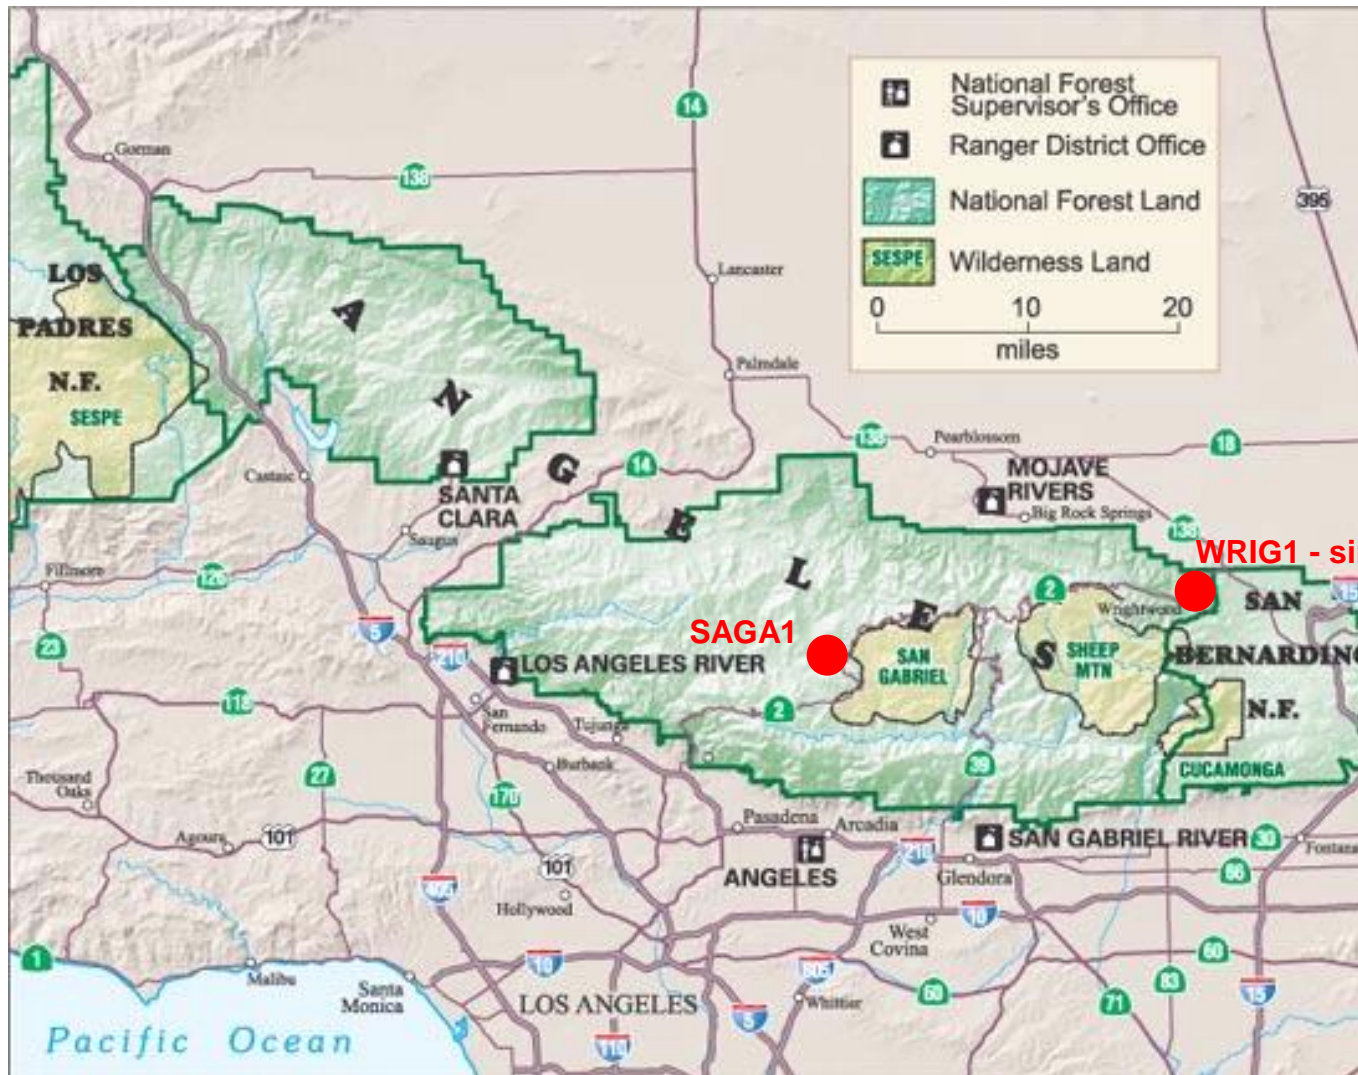 National Forest
Supervisor's Office
Ranger District Office
National Forest Land
SESPE
Wilderness Land
0 10 20
miles
14
138
395
Gorman
LOS
PADRES
N.F.
SESPE
A
N
G
E
L
E
S
Lancaster
Palmdale
138
Pearblossom
18
MOJAVE
RIVERS
Big Rock Springs
138
Castaic
SANTA
CLARA
14
Saugus
Fillmore
126
WRIG1 - si
2
Wrightwood
SAN
BERNARDINO
N.F.
15
23
5
210
SAGA1
LOS ANGELES RIVER
SAN
GABRIEL
SHEEP
MTN
118
San
Fernando
Tujunga
2
39
CUCAMONGA
Thousand
Oaks
27
170
Burbank
Agoura
101
Pasadena
Arcadia
ANGELES
210
SAN GABRIEL RIVER
30
Fontana
Glendora
66
405
101
Hollywood
West
Covina
10
60
1
Malibu
Santa
Monica
10
LOS ANGELES
605
Whittier
60
71
83
15
5
110
Pacific Ocean